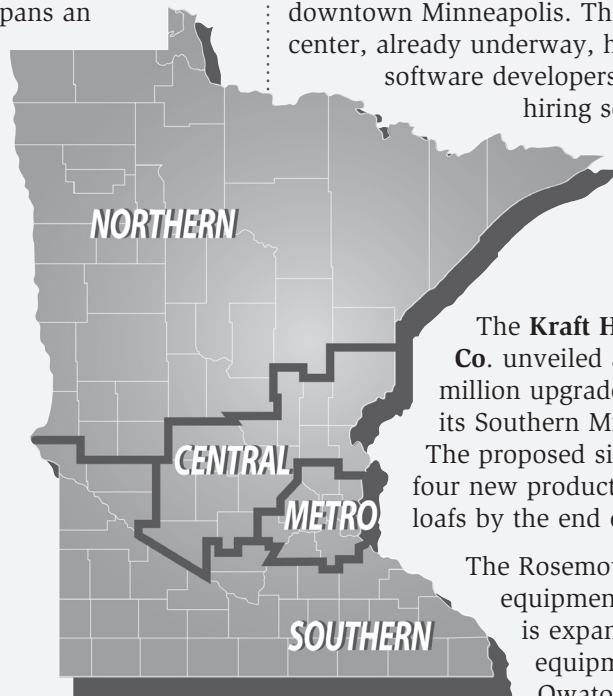 pans an
downtown Minneapolis. Th
center, already underway, h
software developers
hiring s
NORTHERN
The Kraft H
Co. unveiled
million upgrade
its Southern M
CENTRAL
The proposed si
four new product
METRO
loafs by the end
The Rosemou
equipmen
is expan
SOUTHERN
equipm
Owato